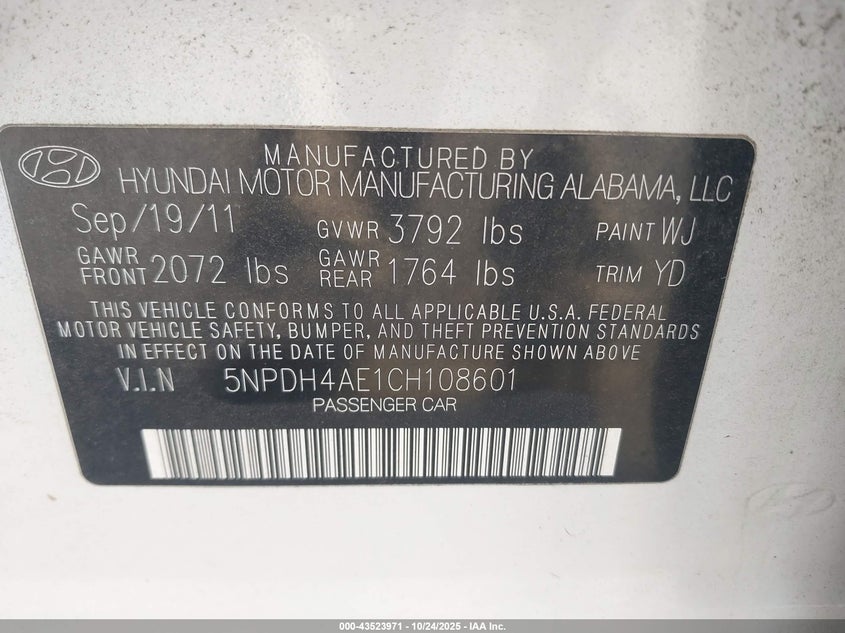 MANUFACTURED BY
HYUNDAI MOTOR MANUFACTURING ALABAMA, LLC
Sep/19/11 GVWR 3792 lbs PAINT WJ
GAWR FRONT 2072 lbs GAWR REAR 1764 lbs TRIM YD
THIS VEHICLE CONFORMS TO ALL APPLICABLE U.S.A. FEDERAL
MOTOR VEHICLE SAFETY, BUMPER, AND THEFT PREVENTION STANDARDS
IN EFFECT ON THE DATE OF MANUFACTURE SHOWN ABOVE
V.I.N 5NPDH4AE1CH108601
PASSENGER CAR
000-43523971 - 10/24/2025 - IAA Inc.